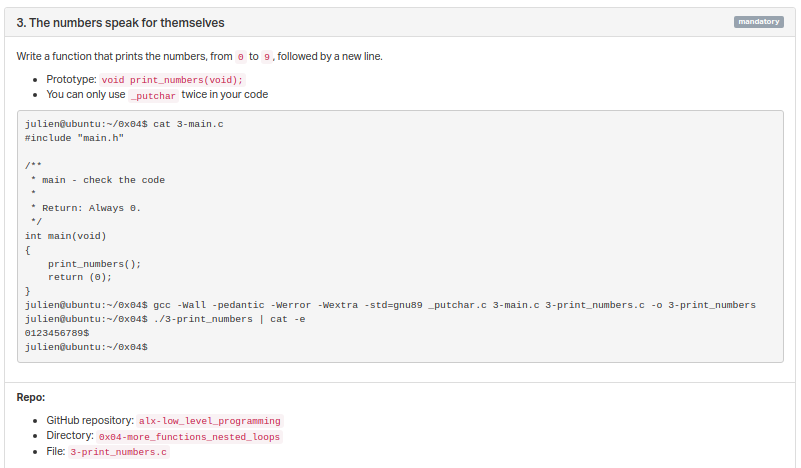 3. The numbers speak for themselves
mandatory
Write a function that prints the numbers, from 0 to 9, followed by a new line.
Prototype: void print_numbers(void);
You can only use _putchar twice in your code
julien@ubuntu:~/0x04$ cat 3-main.c
#include "main.h"
/**
* main - check the code
*
* Return: Always 0.
*/
int main(void)
{
print_numbers();
return (0);
}
julien@ubuntu:~/0x04$ gcc -Wall -pedantic -Werror -Wextra -std=gnu89 _putchar.c 3-main.c 3-print_numbers.c -o 3-print_numbers
julien@ubuntu:~/0x04$ ./3-print_numbers | cat -e
0123456789$
julien@ubuntu:~/0x04$
Repo:
GitHub repository: alx-low_level_programming
Directory: 0x04-more_functions_nested_loops
File: 3-print_numbers.c